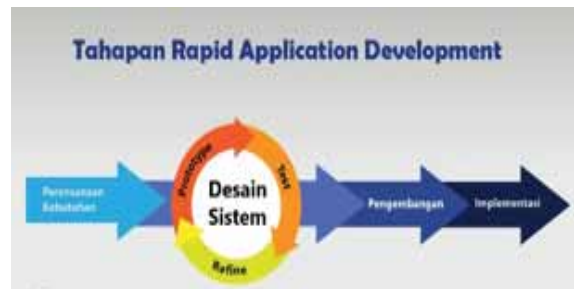 Tahapan Rapid Application Development
Perencanaan
Kebutuhan
Prototype
Test
Desain
Sistem
Refine
Pengembangan
Implementasi